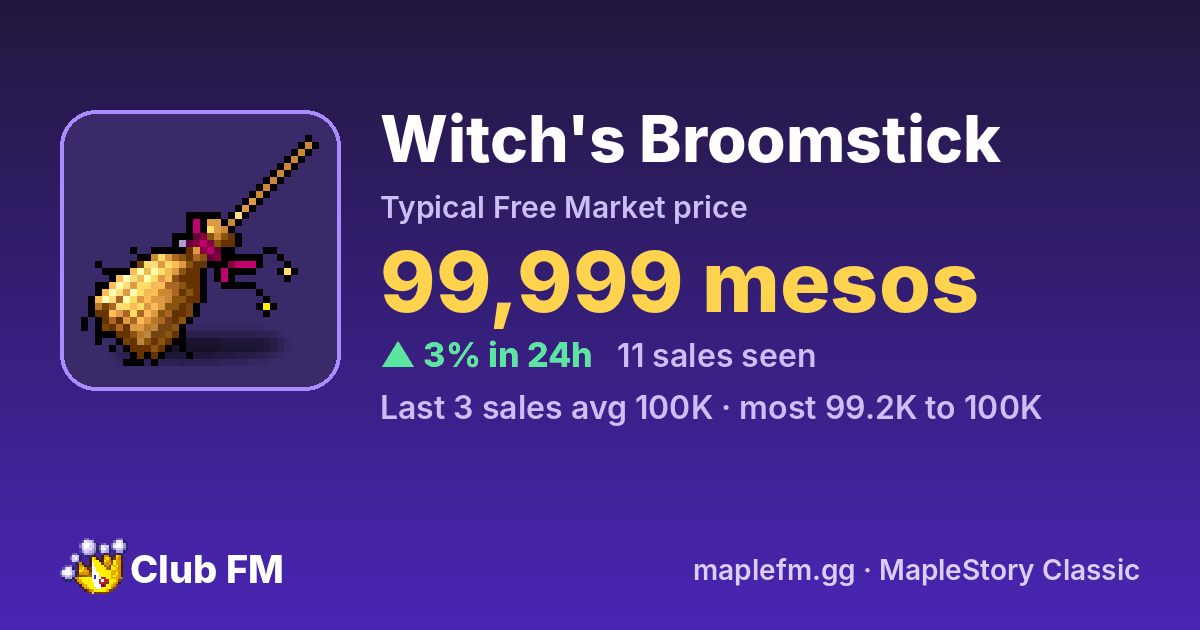 Witch's Broomstick
Typical Free Market price
99,999 mesos
▲ 3% in 24h 11 sales seen
Last 3 sales avg 100K · most 99.2K to 100K
Club FM
maplefm.gg · MapleStory Classic